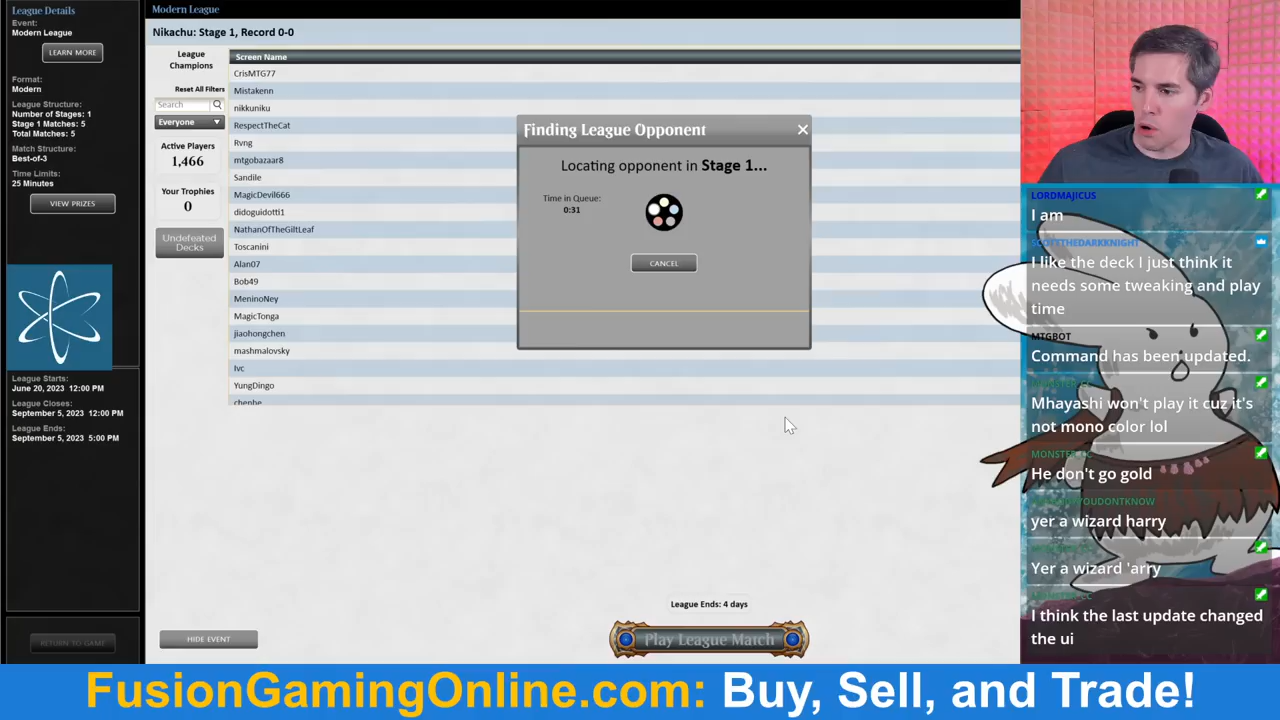 League Details
Event:
Modern League
LEARN MORE
Format:
Modern
League Structure:
Number of Stages: 1
Stage 1 Matches: 5
Total Matches: 5
Match Structure:
Best-of-3
Time Limits:
25 Minutes
VIEW PRIZES
League Starts:
June 20, 2023 12:00 PM
League Closes:
September 5, 2023 12:00 PM
League Ends:
September 5, 2023 5:00 PM
RETURN TO GAME
Modern League
Nikachu: Stage 1, Record 0-0
League
Champions
Reset All Filters
Search
Everyone
Active Players
1,466
Your Trophies
0
Undefeated
Decks
Screen Name
CrisMTG77
Mistakenn
nikkuniku
RespectTheCat
Rvng
mtgobazaar8
Sandile
MagicDevil666
didoguidotti1
NathanOfTheGiltLeaf
Toscanini
Alan07
Bob49
MeninoNey
MagicTonga
jiaohongchen
mashmalovsky
Ivc
YungDingo
chenbe
Finding League Opponent
Locating opponent in Stage 1...
Time in Queue:
0:31
CANCEL
League Ends: 4 days
HIDE EVENT
Play League Match
LORDMAJICUS
I am
SCOTTTHEDARKKNIGHT
I like the deck I just think it
needs some tweaking and play
time
MTGBOT
Command has been updated.
Mhayashi won't play it cuz it's
not mono color lol
He don't go gold
yer a wizard harry
Yer a wizard 'arry
I think the last update changed
the ui
FusionGamingOnline.com: Buy, Sell, and Trade!